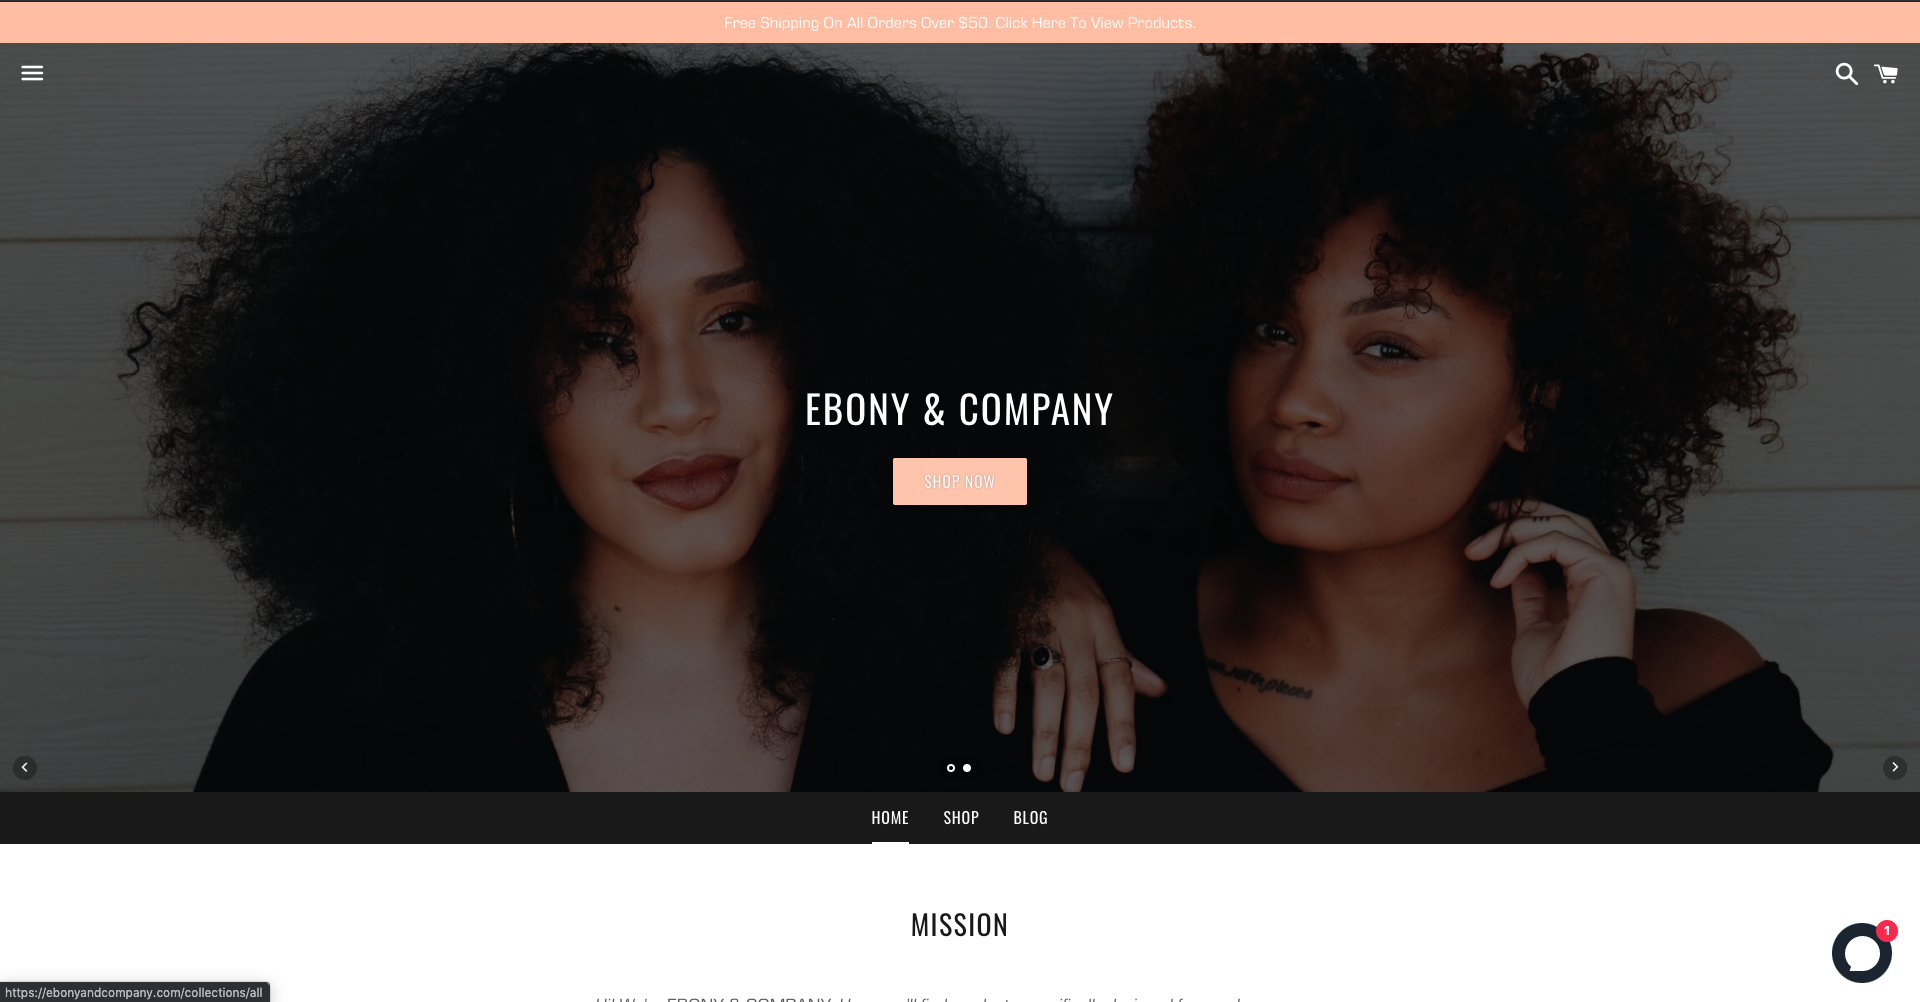 Free Shipping On All Orders Over $50. Click Here To View Products.
EBONY & COMPANY
SHOP NOW
HOME SHOP BLOG
MISSION
1
https://ebonyandcompany.com/collections/all